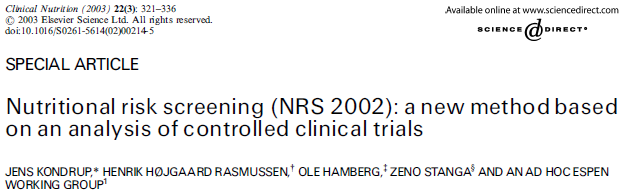 Clinical Nutrition (2003) 22(3): 321–336
© 2003 Elsevier Science Ltd. All rights reserved.
doi:10.1016/S0261-5614(02)00214-5
Available online at www.sciencedirect.com
SCIENCE DIRECT®
SPECIAL ARTICLE
Nutritional risk screening (NRS 2002): a new method based
on an analysis of controlled clinical trials
JENS KONDRUP,* HENRIK HØJGAARD RASMUSSEN,† OLE HAMBERG,‡ ZENO STANGA§ AND AN AD HOC ESPEN
WORKING GROUP¹